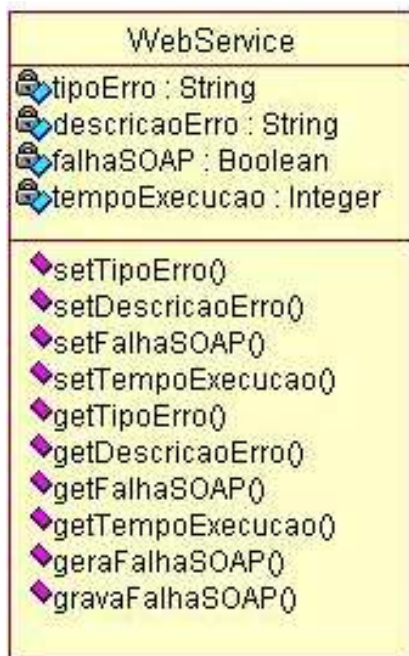 WebService
tipoErro : String
descricaoErro : String
falhaSOAP : Boolean
tempoExecucao : Integer
setTipoErro()
setDescricaoErro()
setFalhaSOAP()
setTempoExecucao()
getTipoErro()
getDescricaoErro()
getFalhaSOAP()
getTempoExecucao()
geraFalhaSOAP()
gravaFalhaSOAP()